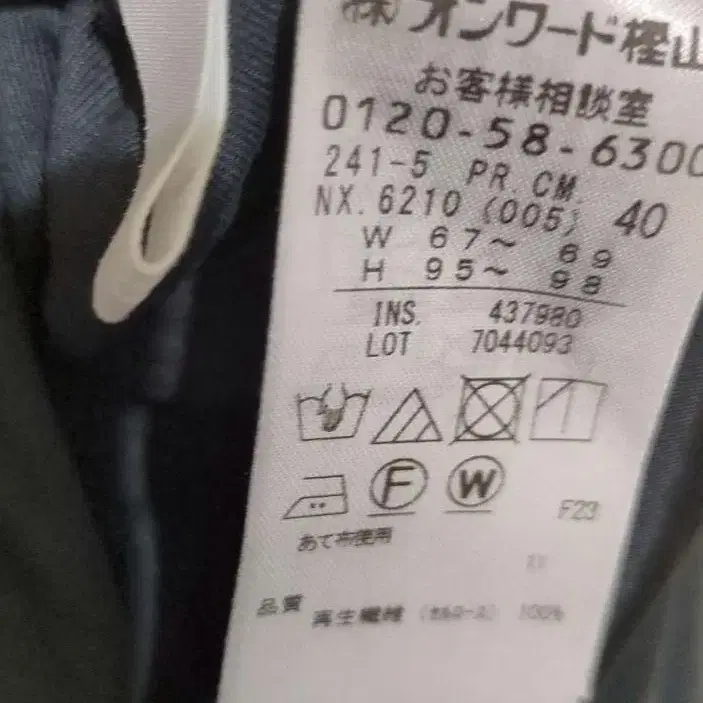 ㈱オンワード樫山
お客様相談室
0120-58-6300
241-5 PR.CM.
NX.6210 (005) 40
W 67～ 69
H 95～ 98
INS. 437980
LOT 7044093
F W
F23
あて布使用
品質 再生繊維 (セルロース) 100%